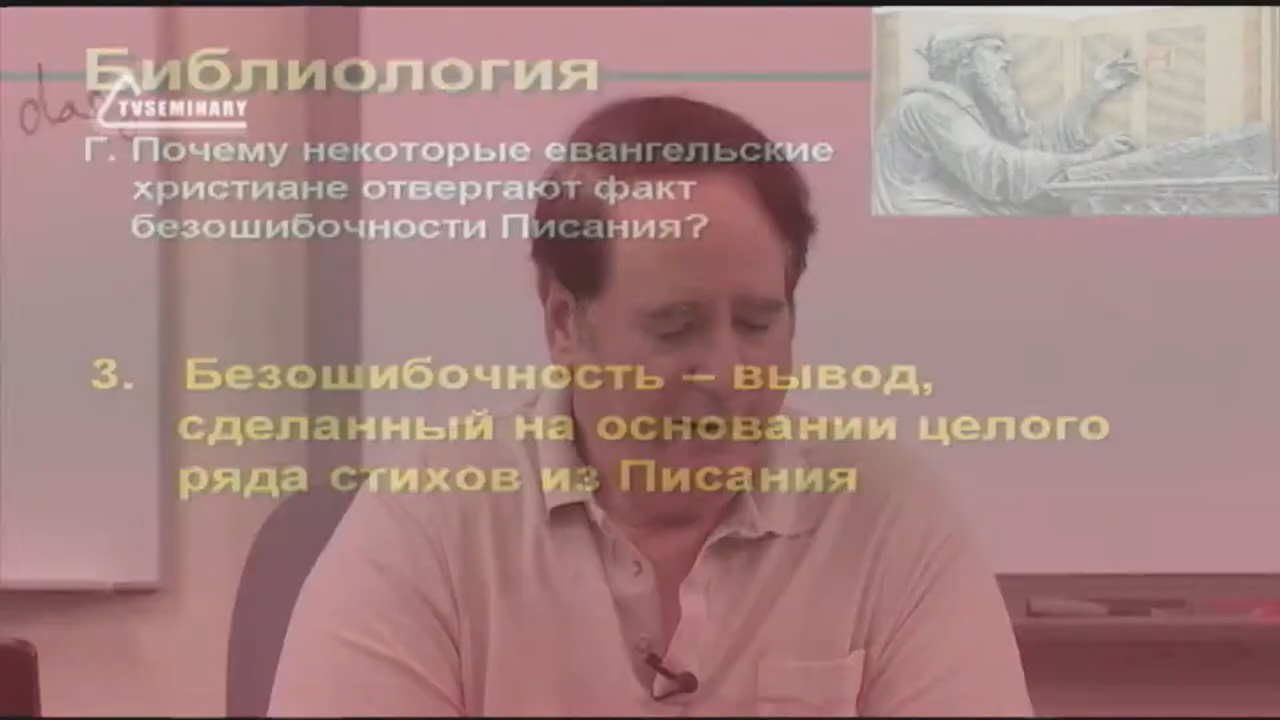 Библиология
TVSEMINARY
Г. Почему некоторые евангельские
христиане отвергают факт
безошибочности Писания?
3. Безошибочность – вывод,
сделанный на основании целого
ряда стихов из Писания